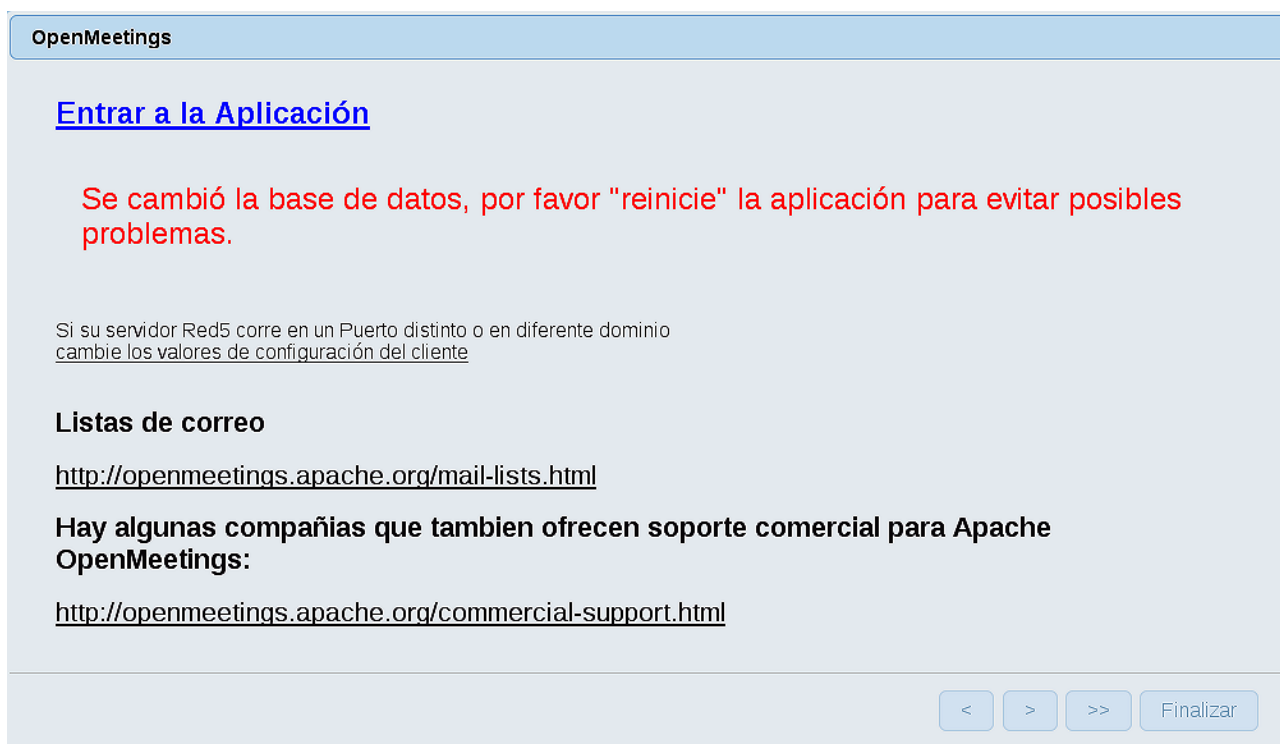 OpenMeetings
Entrar a la Aplicación
Se cambió la base de datos, por favor "reinicie" la aplicación para evitar posibles
problemas.
Si su servidor Red5 corre en un Puerto distinto o en diferente dominio
cambie los valores de configuración del cliente
Listas de correo
http://openmeetings.apache.org/mail-lists.html
Hay algunas compañias que tambien ofrecen soporte comercial para Apache
OpenMeetings:
http://openmeetings.apache.org/commercial-support.html
< > >> Finalizar